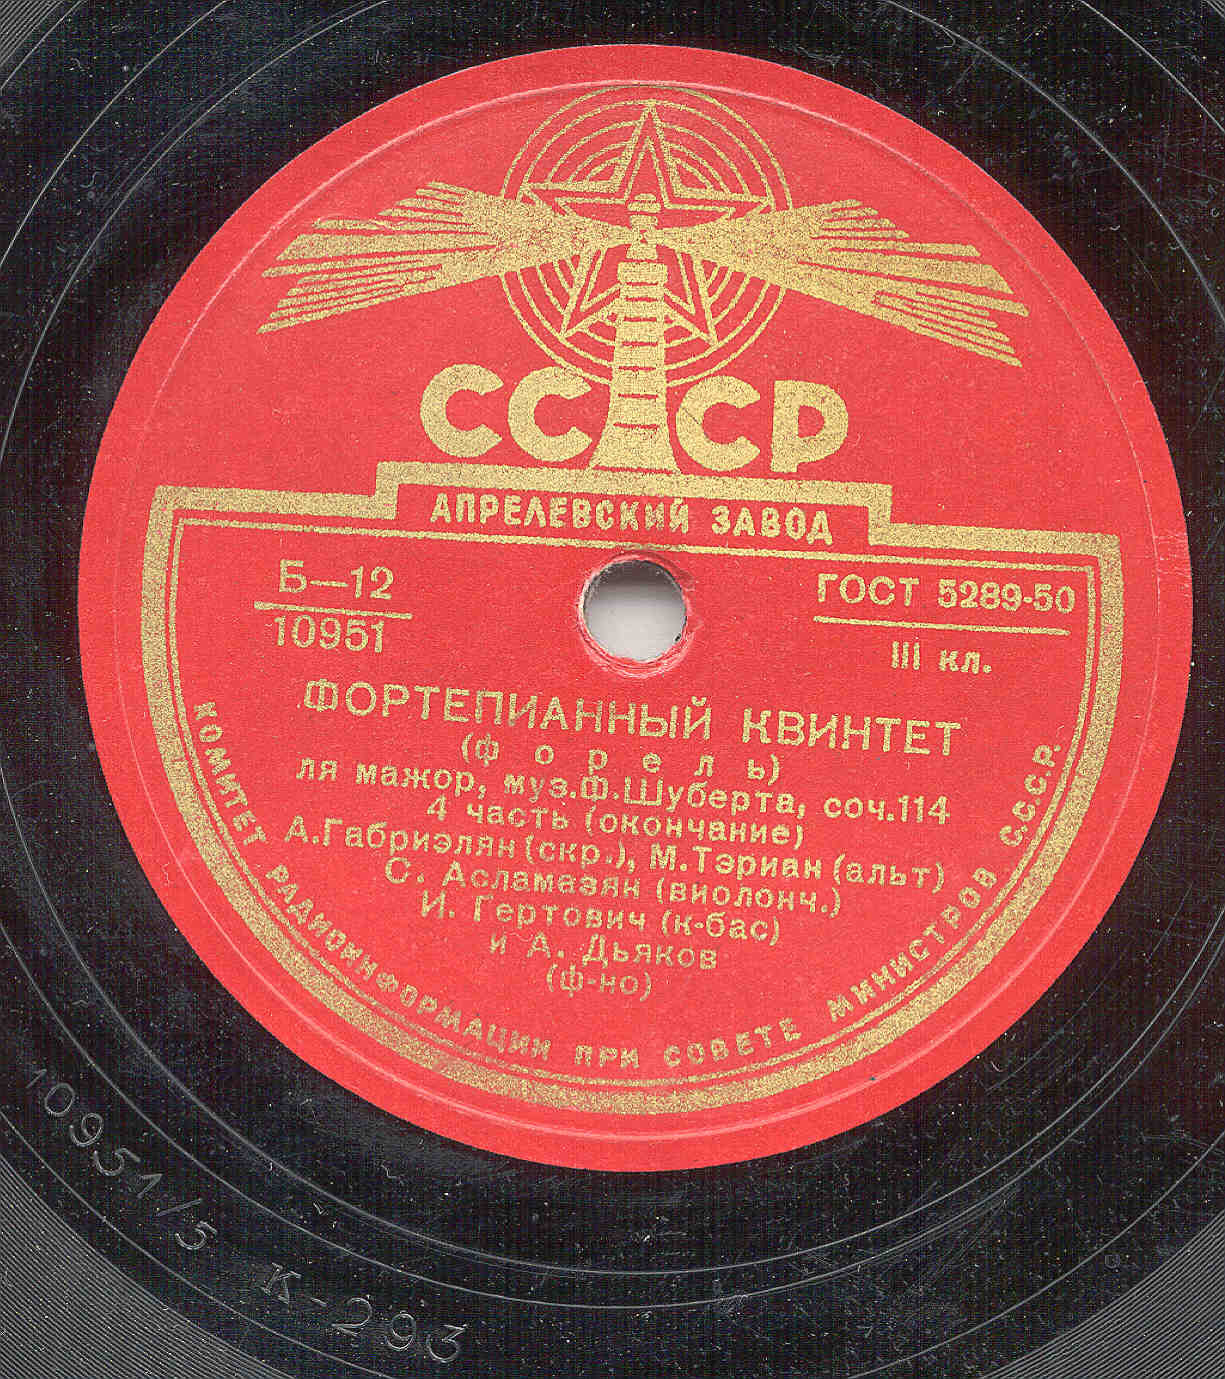 СССР
АПРЕЛЕВСКИЙ ЗАВОД
Б—12
10951
ГОСТ 5289-50
III кл.
ФОРТЕПИАННЫЙ КВИНТЕТ
(форель)
ля мажор, муз.Ф.Шуберта, соч.114
4 часть (окончание)
А.Габриэлян (скр.), М.Тэриан (альт)
С. Асламазян (виолонч.)
И. Гертович (к-бас)
и А. Дьяков
(ф-но)
КОМИТЕТ РАДИОИНФОРМАЦИИ ПРИ СОВЕТЕ МИНИСТРОВ С.С.С.Р.
10951/5 К-293